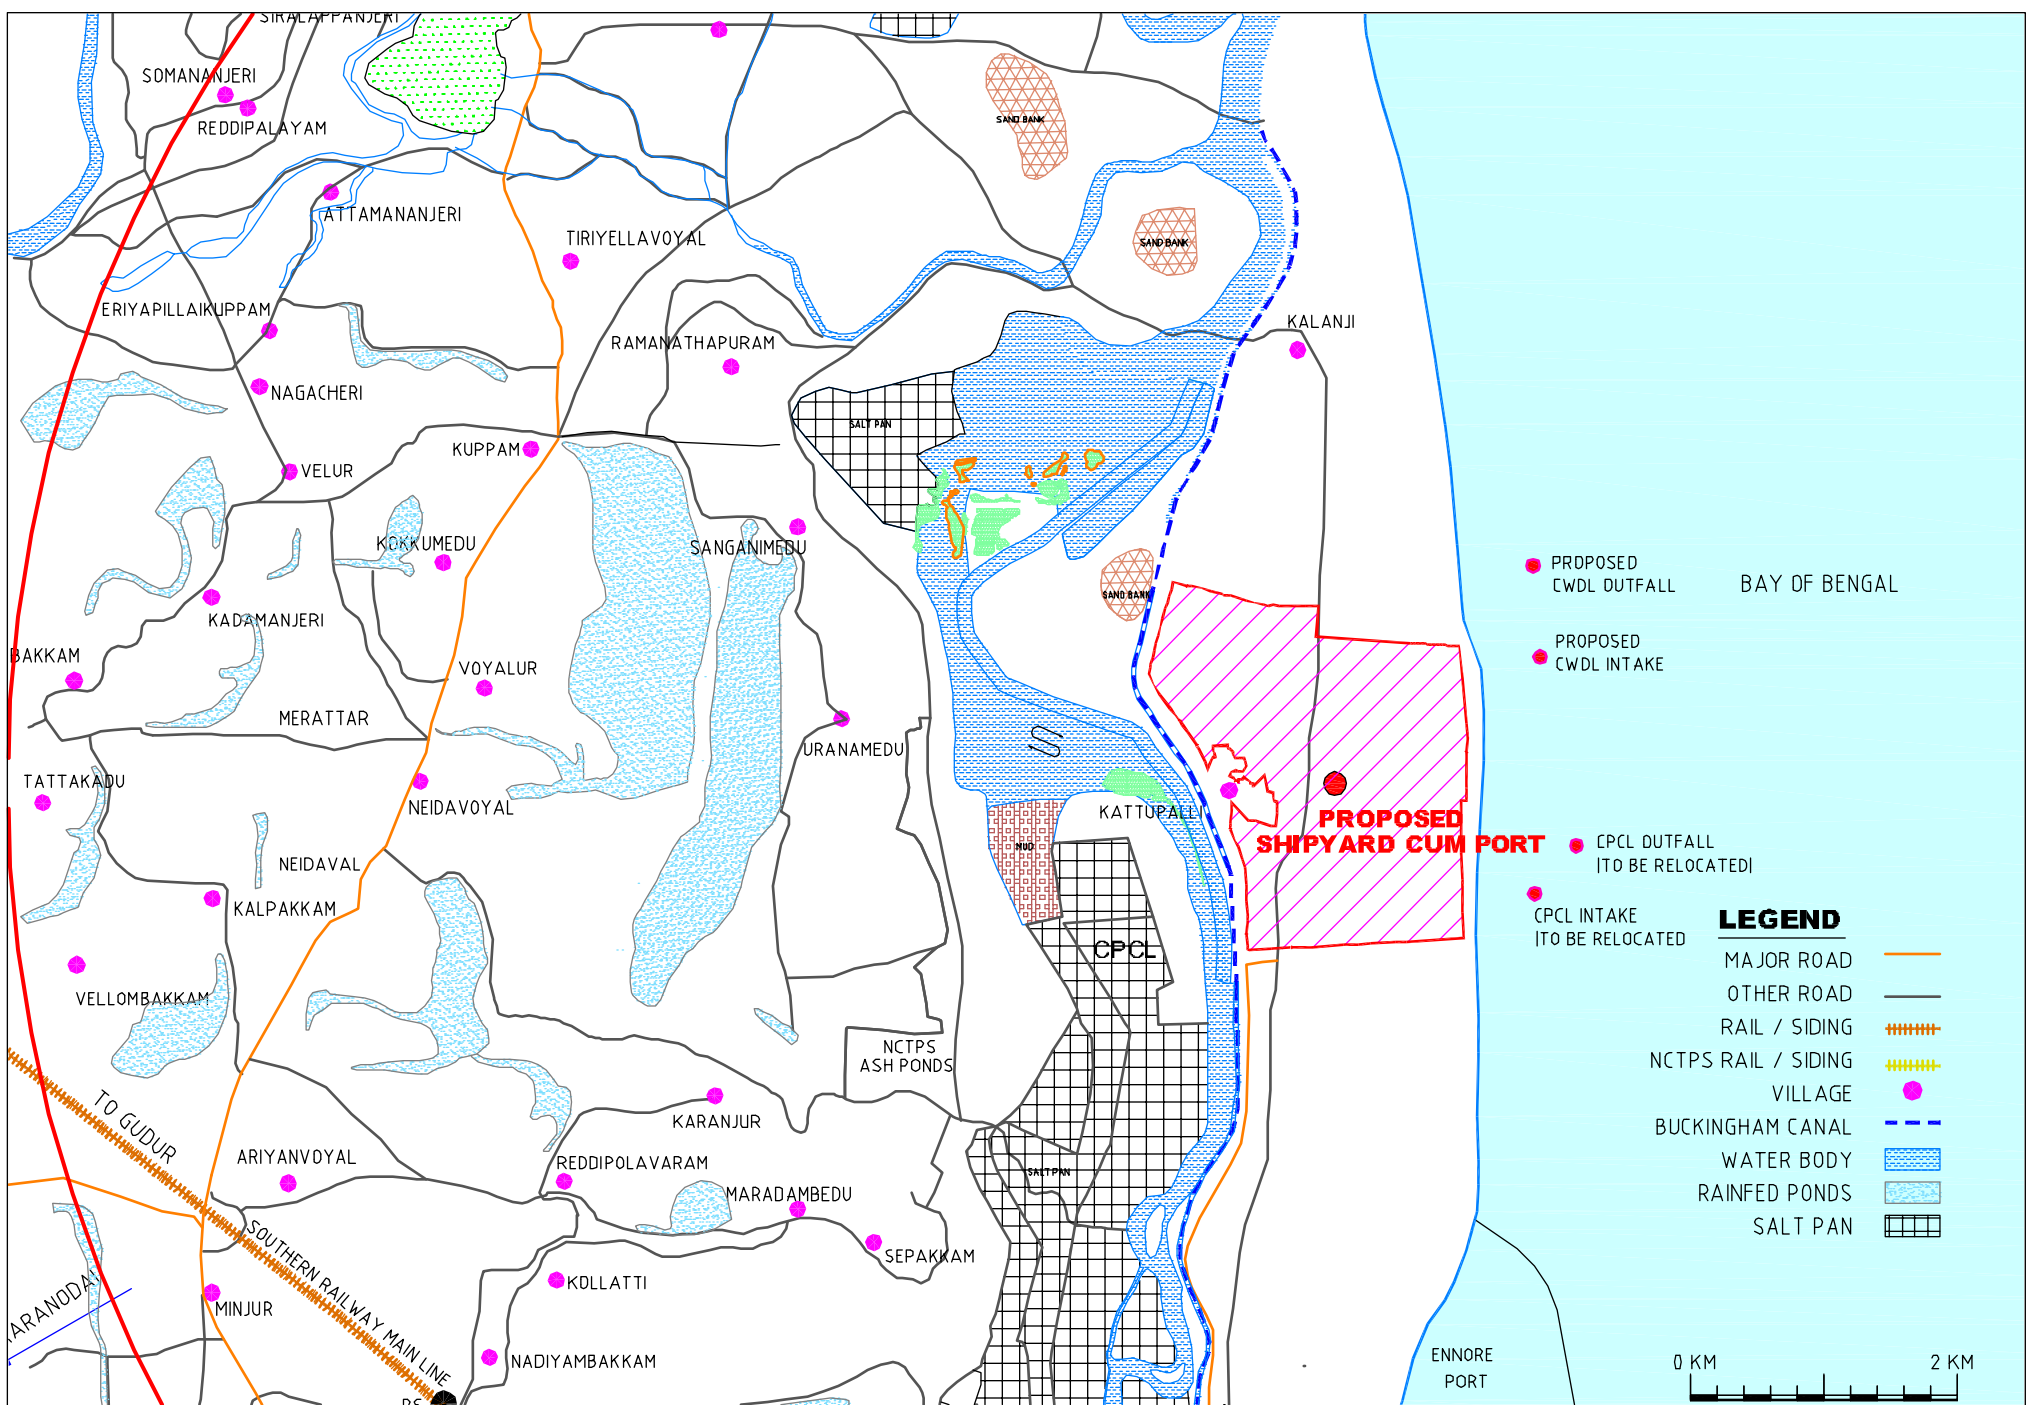 SIRALAPPANJERI
SOMANANJERI
REDDIPALAYAM
SAND BANK
ATTAMANANJERI
TIRIYELLAVOYAL
SAND BANK
ERIYAPILLAIKUPPAM
KALANJI
RAMANATHAPURAM
NAGACHERI
SALT PAN
KUPPAM
VELUR
KOKKUMEDU
SANGANIMEDU
PROPOSED
CWDL OUTFALL
BAY OF BENGAL
SAND BANK
KADAMANJERI
PROPOSED
CWDL INTAKE
BAKKAM
VOYALUR
MERATTAR
URANAMEDU
TATTAKADU
NEIDAVOYAL
KATTUPALLI
PROPOSED
SHIPYARD CUM PORT
MUD
CPCL OUTFALL
|TO BE RELOCATED|
NEIDAVAL
KALPAKKAM
CPCL INTAKE
|TO BE RELOCATED
CPCL
VELLOMBAKKAM
NCTPS
ASH PONDS
LEGEND
MAJOR ROAD
OTHER ROAD
RAIL / SIDING
NCTPS RAIL / SIDING
VILLAGE
BUCKINGHAM CANAL
WATER BODY
RAINFED PONDS
SALT PAN
TO GUDUR
KARANJUR
ARIYANVOYAL
REDDIPOLAVARAM
SALT PAN
MARADAMBEDU
SOUTHERN RAILWAY MAIN LINE
SEPAKKAM
KOLLATTI
MINJUR
ARANODAI
NADIYAMBAKKAM
ENNORE
PORT
0 KM
2 KM